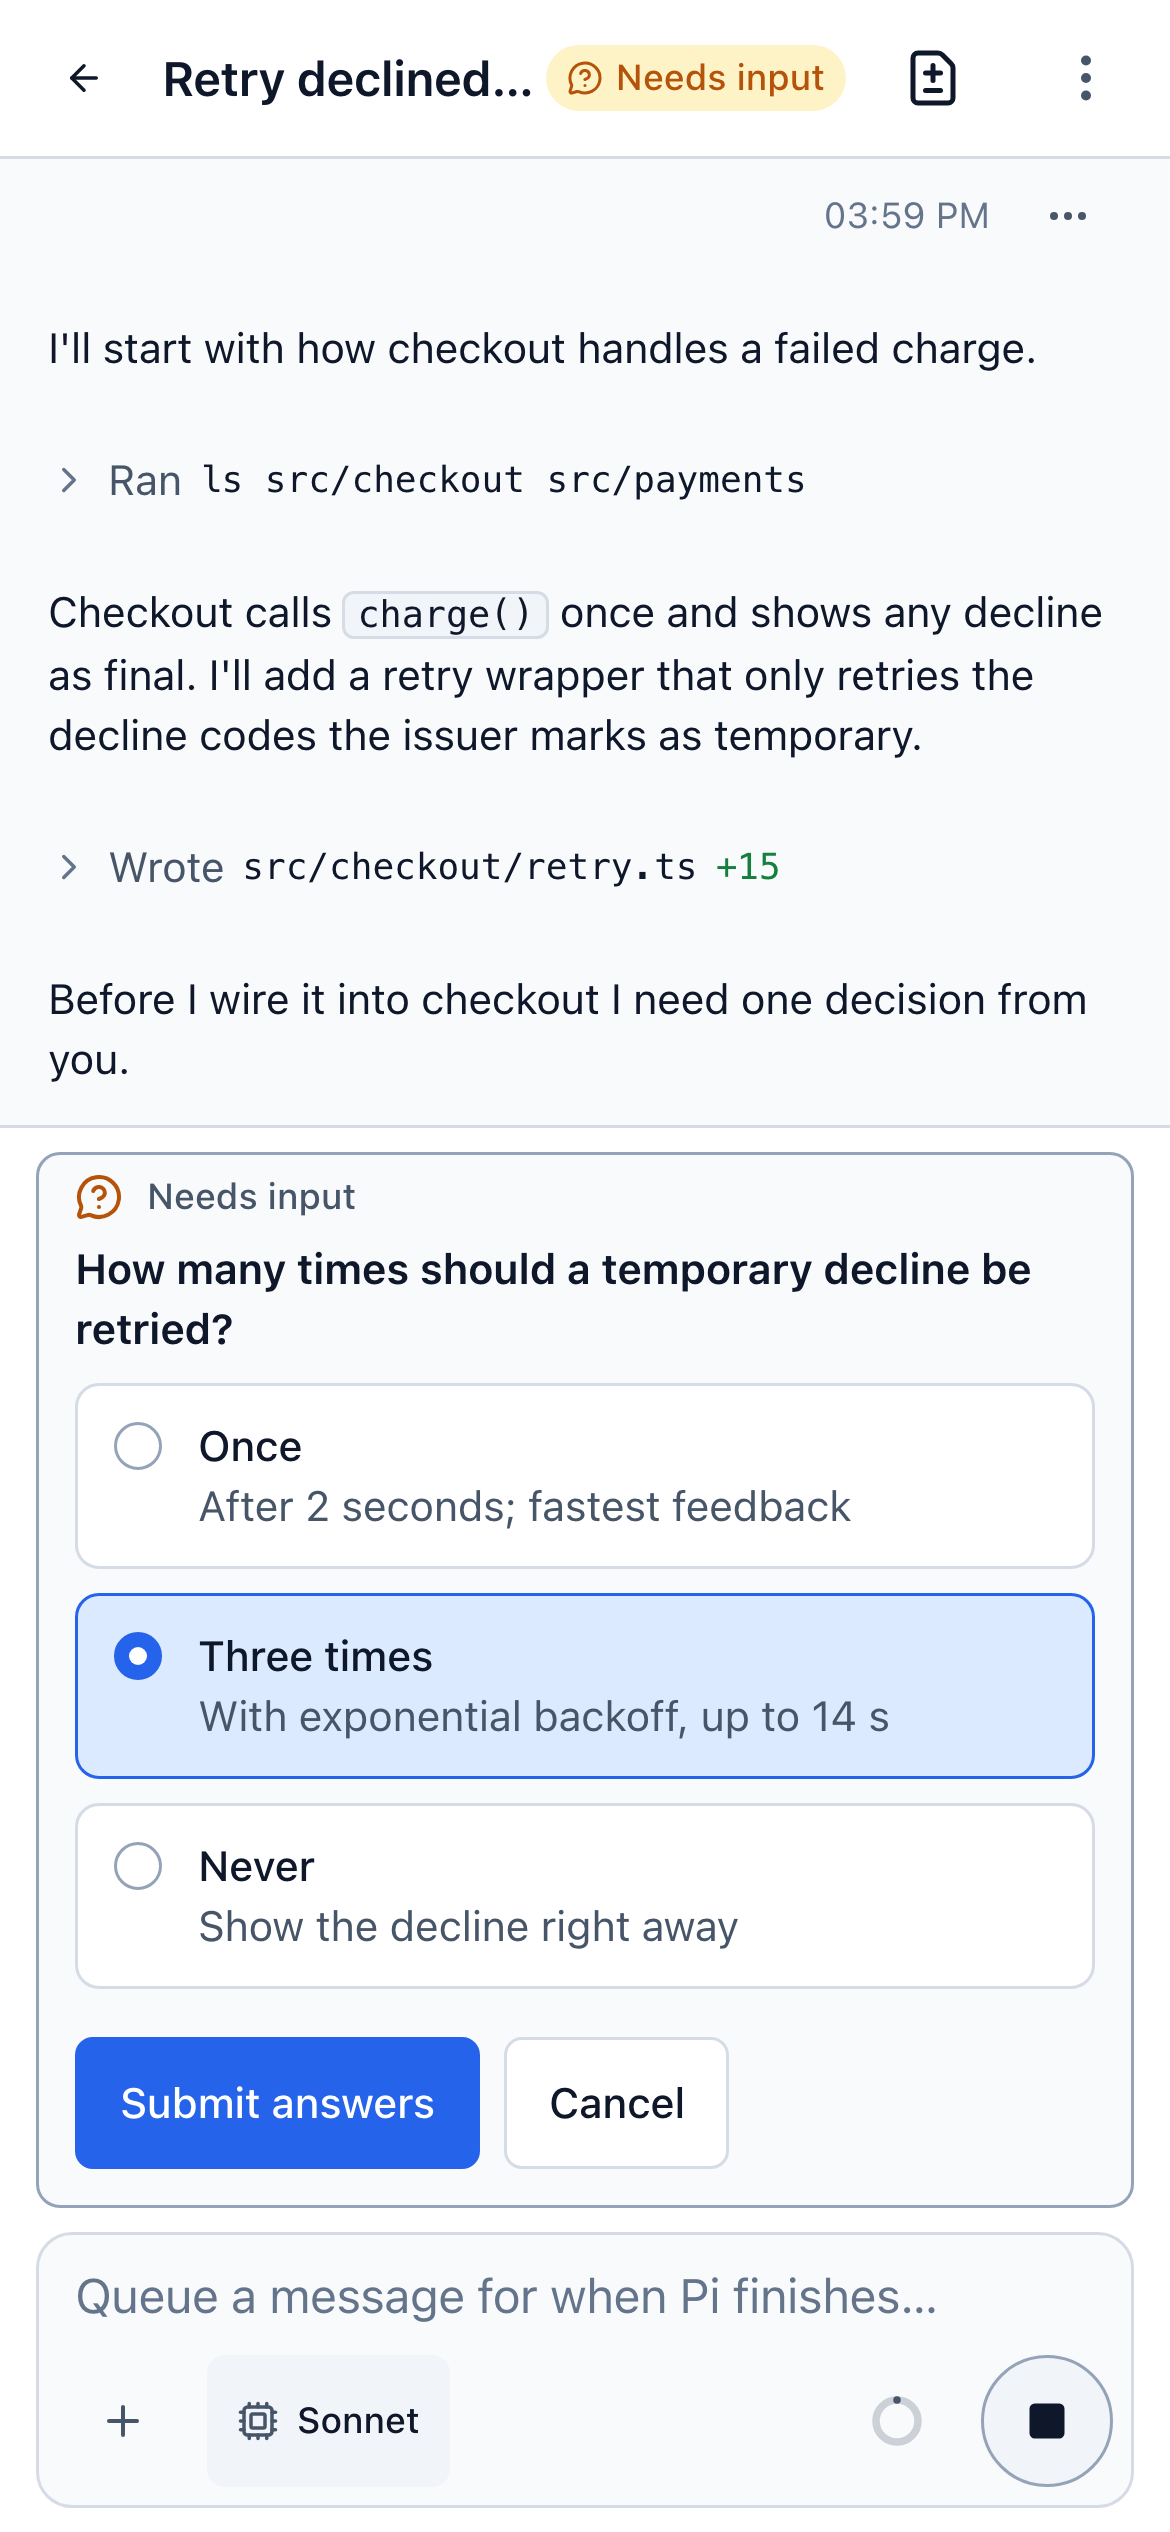 Retry declined...
Needs input
03:59 PM
I'll start with how checkout handles a failed charge.
Ran ls src/checkout src/payments
Checkout calls charge() once and shows any decline
as final. I'll add a retry wrapper that only retries the
decline codes the issuer marks as temporary.
Wrote src/checkout/retry.ts +15
Before I wire it into checkout I need one decision from
you.
Needs input
How many times should a temporary decline be
retried?
Once
After 2 seconds; fastest feedback
Three times
With exponential backoff, up to 14 s
Never
Show the decline right away
Submit answers
Cancel
Queue a message for when Pi finishes...
Sonnet